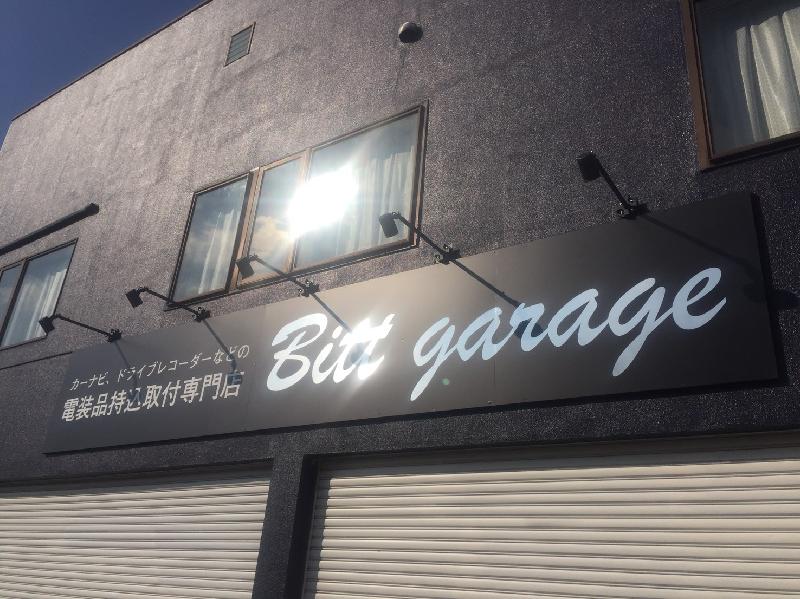 カーナビ、ドライブレコーダーなどの
電装品持込取付専門店
Bitt garage